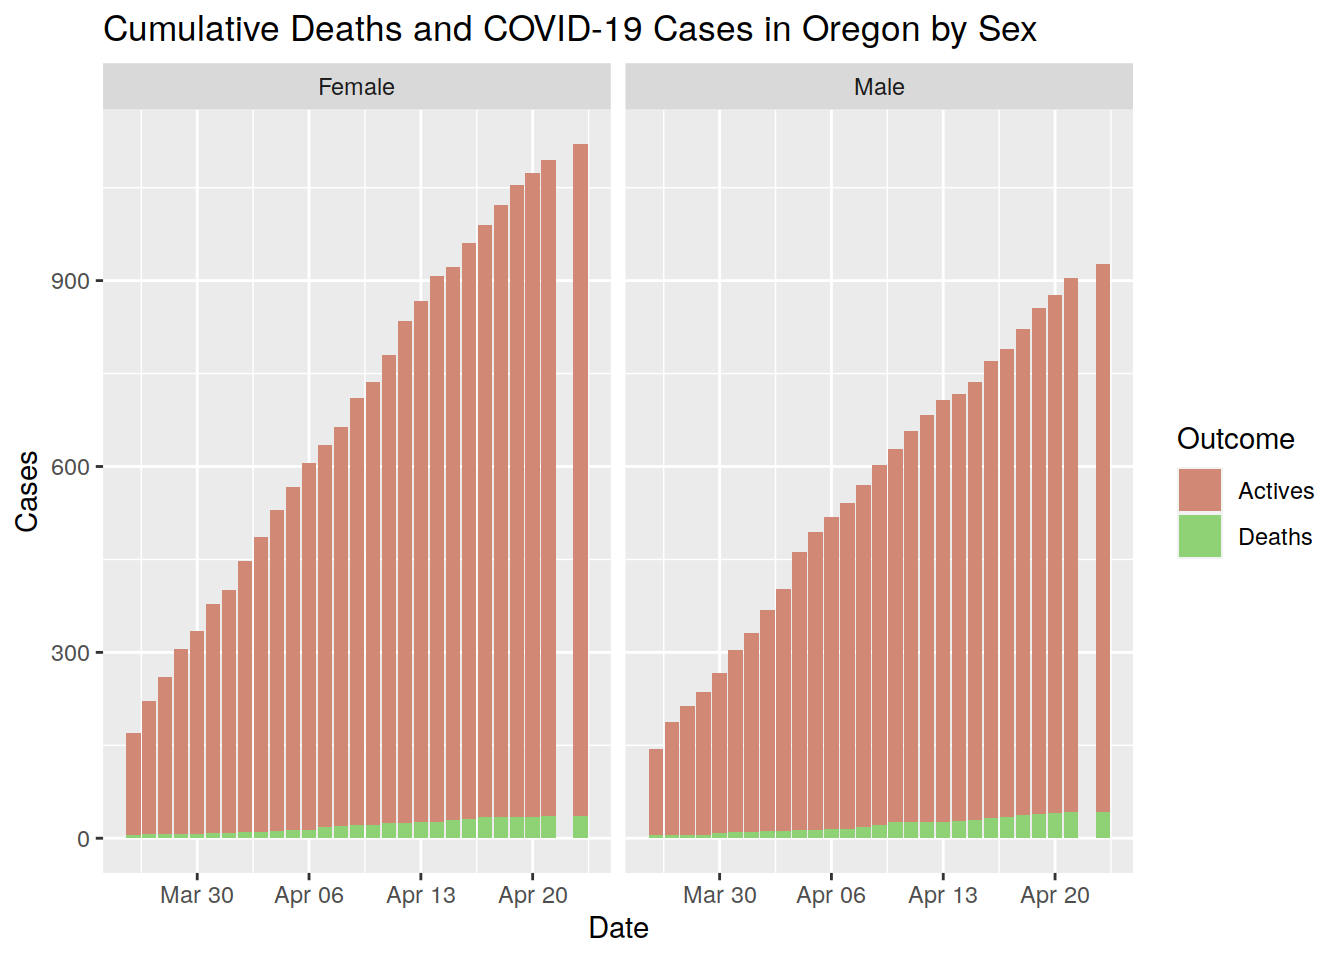 Cumulative Deaths and COVID-19 Cases in Oregon by Sex
Female
Male
900
600
300
0
Cases
Mar 30
Apr 06
Apr 13
Apr 20
Mar 30
Apr 06
Apr 13
Apr 20
Date
Outcome
Actives
Deaths